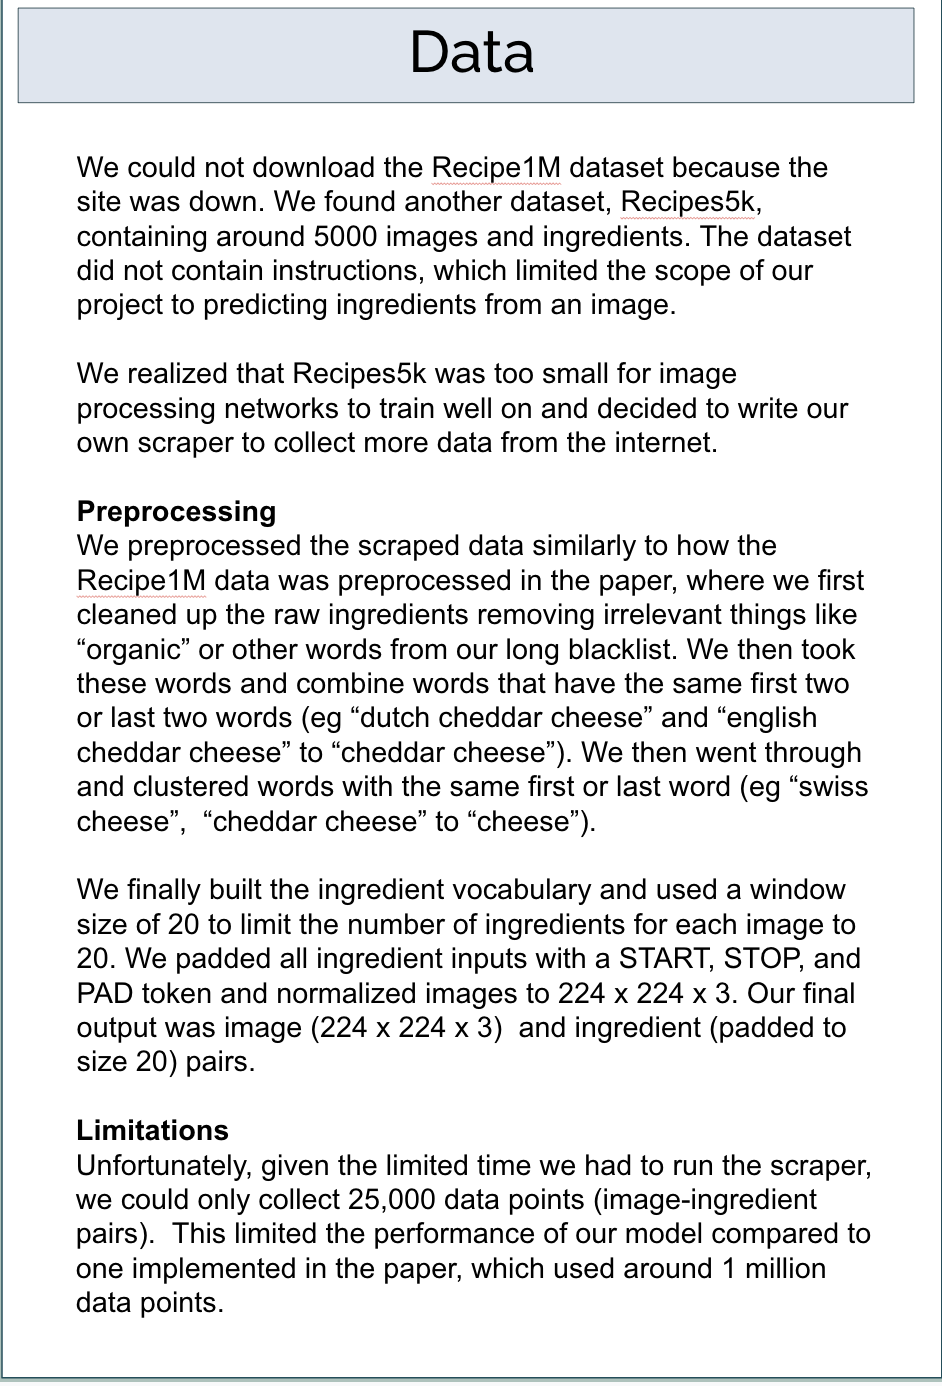 Data
We could not download the Recipe1M dataset because the
site was down. We found another dataset, Recipes5k,
containing around 5000 images and ingredients. The dataset
did not contain instructions, which limited the scope of our
project to predicting ingredients from an image.
We realized that Recipes5k was too small for image
processing networks to train well on and decided to write our
own scraper to collect more data from the internet.
Preprocessing
We preprocessed the scraped data similarly to how the
Recipe1M data was preprocessed in the paper, where we first
cleaned up the raw ingredients removing irrelevant things like
“organic” or other words from our long blacklist. We then took
these words and combine words that have the same first two
or last two words (eg “dutch cheddar cheese” and “english
cheddar cheese” to “cheddar cheese”). We then went through
and clustered words with the same first or last word (eg “swiss
cheese”,  “cheddar cheese” to “cheese”).
We finally built the ingredient vocabulary and used a window
size of 20 to limit the number of ingredients for each image to
20. We padded all ingredient inputs with a START, STOP, and
PAD token and normalized images to 224 x 224 x 3. Our final
output was image (224 x 224 x 3)  and ingredient (padded to
size 20) pairs.
Limitations
Unfortunately, given the limited time we had to run the scraper,
we could only collect 25,000 data points (image-ingredient
pairs).  This limited the performance of our model compared to
one implemented in the paper, which used around 1 million
data points.